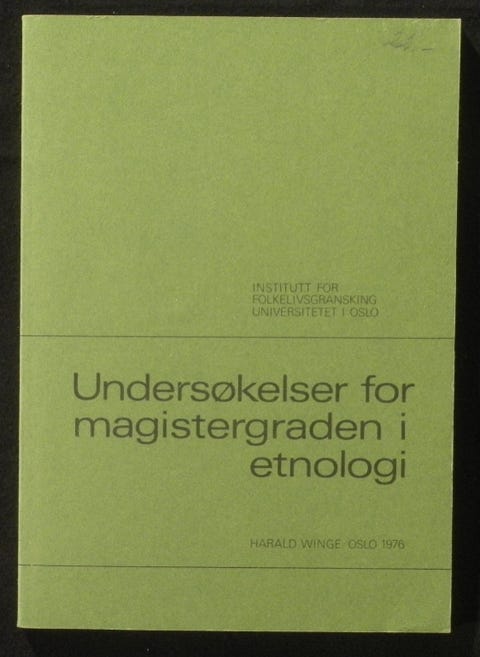 INSTITUTT FOR
FOLKELIVSGRANSKING
UNIVERSITETET I OSLO
Undersøkelser for
magistergraden i
etnologi
HARALD WINGE · OSLO 1976